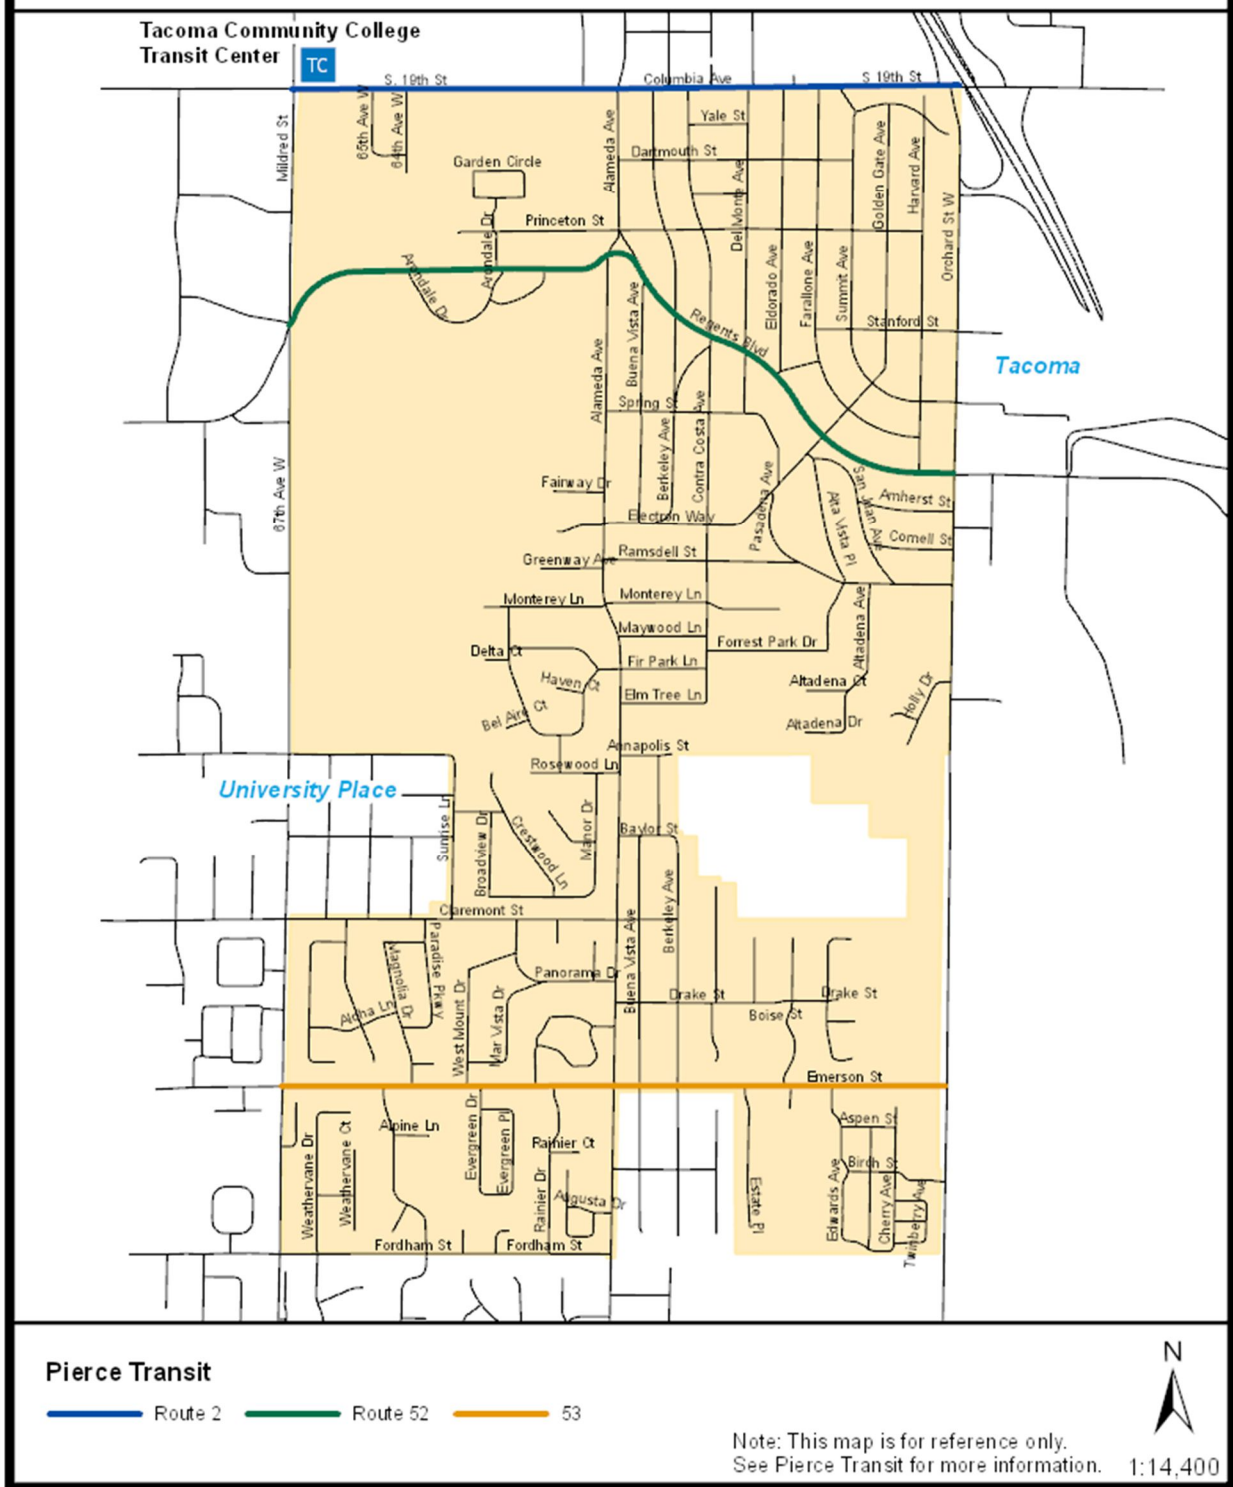 Tacoma Community College
Transit Center
TC
S. 19th St
Columbia Ave
S 19th St
Mildred St
65th Ave W
64th Ave W
Alameda Ave
Yale St
Dartmouth St
Garden Circle
Del Monte Ave
Golden Gate Ave
Harvard Ave
Orchard St W
Princeton St
Arondale Dr
Arondale Dr
Eldorado Ave
Farallone Ave
Summit Ave
Buena Vista Ave
Regents Blvd
Stanford St
Tacoma
Alameda Ave
Spring St
Berkeley Ave
Contra Costa Ave
67th Ave W
Fairway Dr
Pasadena Ave
Alta Vista Pl
San Juan Ave
Amherst St
Electron Way
Cornell St
Greenway Ave
Ramsdell St
Monterey Ln
Monterey Ln
Maywood Ln
Forrest Park Dr
Altadena Ave
Delta Ct
Fir Park Ln
Haven Ct
Elm Tree Ln
Altadena Ct
Holly Dr
Bel Aire Ct
Altadena Dr
Annapolis St
Rosewood Ln
University Place
Sunrise Ln
Broadview Dr
Crestwood Ln
Manor Dr
Baylor St
Berkeley Ave
Claremont St
Paradise Pkwy
Magnolia Dr
Aloha Ln
West Mount Dr
Mar Vista Dr
Panorama Dr
Buena Vista Ave
Drake St
Drake St
Boise St
Emerson St
Weathervane Dr
Weathervane Ct
Alpine Ln
Evergreen Dr
Evergreen Pl
Rainier Ct
Rainier Dr
Augusta Dr
Estate Pl
Aspen St
Birch St
Edwards Ave
Cherry Ave
Twinberry Ave
Fordham St
Fordham St
Pierce Transit
Route 2
Route 52
53
N
Note: This map is for reference only.
See Pierce Transit for more information.
1:14,400